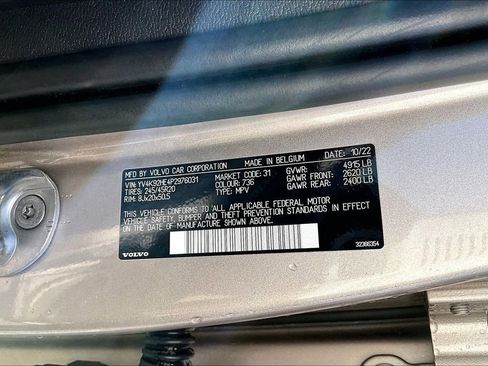 MFD BY VOLVO CAR CORPORATION MADE IN BELGIUM DATE: 10/22
VIN: YV4K92HE4P2976031 MARKET CODE: 31 GVWR: 4915 LB
TIRES: 245/45R20 COLOUR: 736 GAWR FRONT: 2620 LB
RIM: 8Jx20x50.5 TYPE: MPV GAWR REAR: 2400 LB
THIS VEHICLE CONFORMS TO ALL APPLICABLE FEDERAL MOTOR
VEHICLE SAFETY, BUMPER AND THEFT STANDARDS IN EFFECT
ON THE DATE OF MANUFACTURE SHOWN ABOVE.
VOLVO 32366354